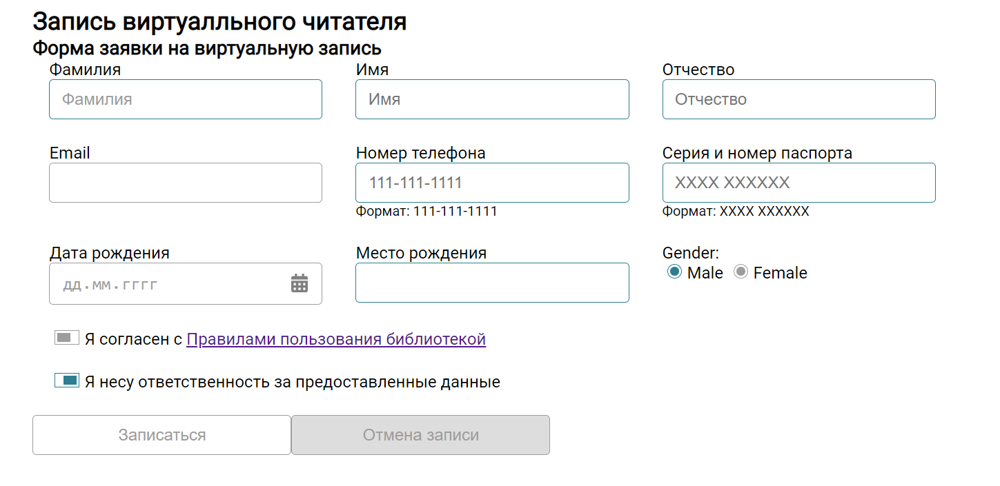 Запись виртуалльного читателя
Форма заявки на виртуальную запись
Фамилия Имя Отчество
Фамилия Имя Отчество
Email Номер телефона Серия и номер паспорта
111-111-1111 XXXX XXXXXX
Формат: 111-111-1111 Формат: XXXX XXXXXX
Дата рождения Место рождения Gender:
дд.мм.гггг Male Female
Я согласен с Правилами пользования библиотекой
Я несу ответственность за предоставленные данные
Записаться Отмена записи